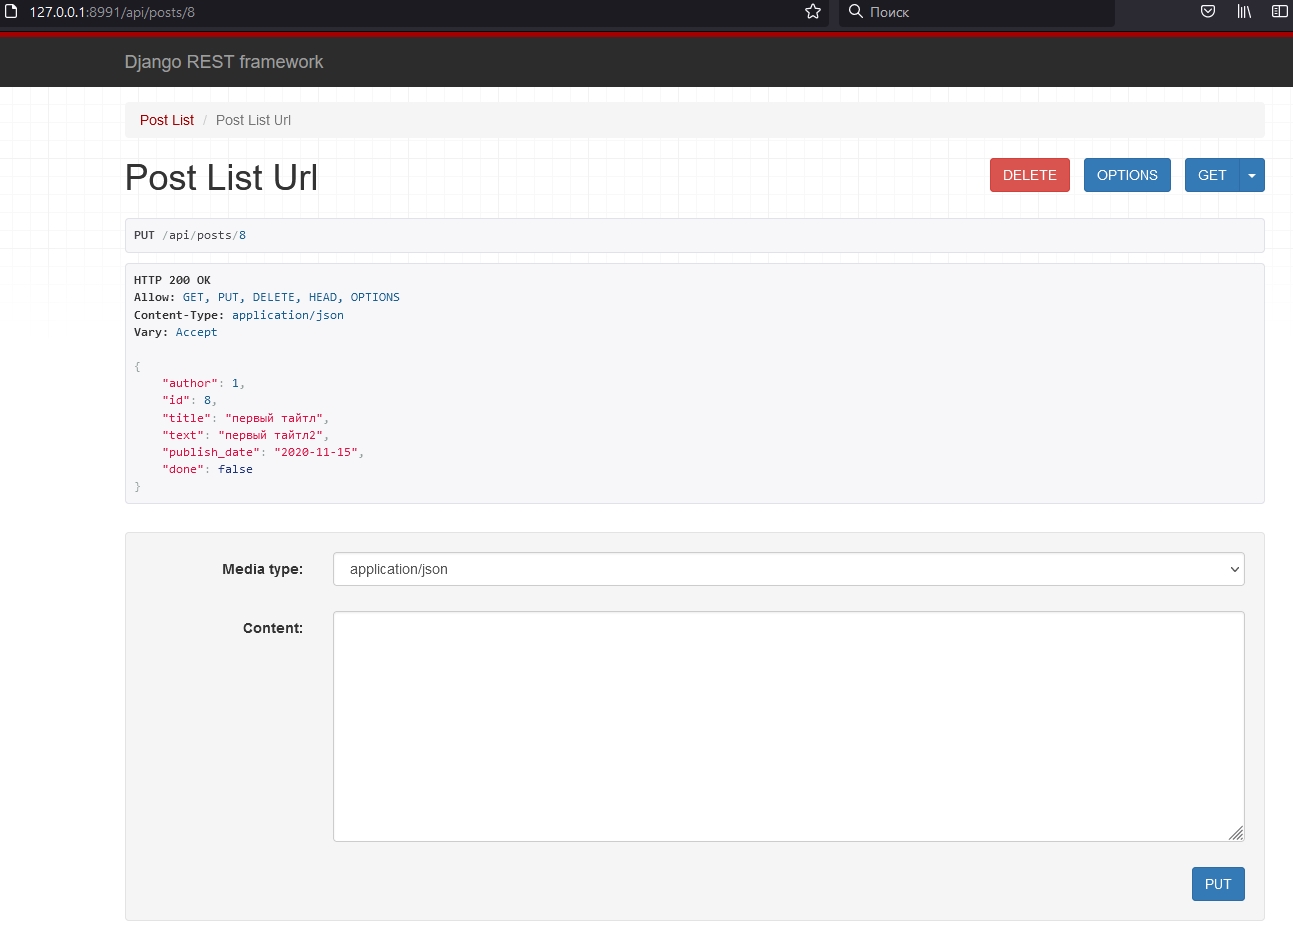 127.0.0.1:8991/api/posts/8
Поиск
Django REST framework
Post List / Post List Url
Post List Url
DELETE
OPTIONS
GET
PUT /api/posts/8
HTTP 200 OK
Allow: GET, PUT, DELETE, HEAD, OPTIONS
Content-Type: application/json
Vary: Accept
{
"author": 1,
"id": 8,
"title": "первый тайтл",
"text": "первый тайтл2",
"publish_date": "2020-11-15",
"done": false
}
Media type:
application/json
Content:
PUT